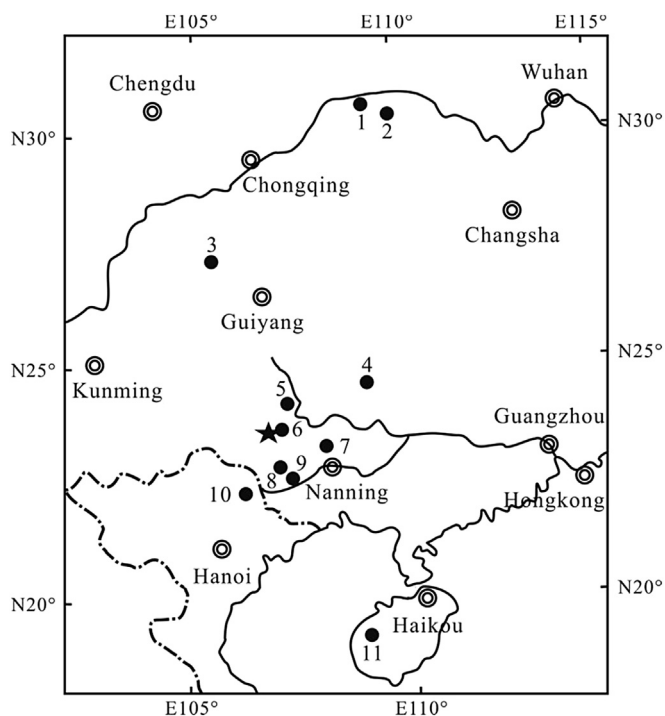 E105° E110° E115°
Chengdu
Wuhan
1 2
N30° N30°
Chongqing
Changsha
3
Guiyang
N25° N25°
4
Kunming
5
6
Guangzhou
7
9
8
Nanning
10
Hongkong
Hanoi
N20° N20°
Haikou
11
E105° E110°